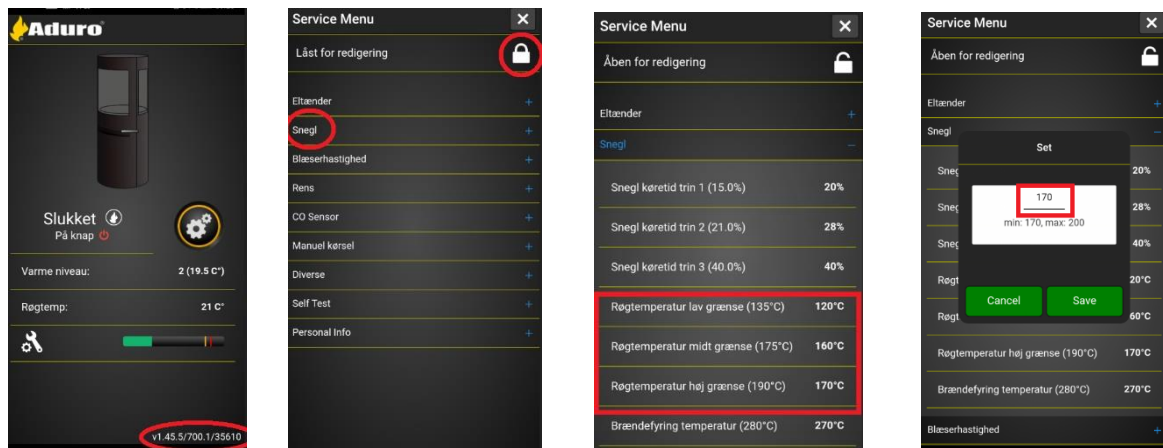 Aduro
Slukket
På knap
Varme niveau: 2 (19.5 C°)
Røgtemp: 21 C°
v1.45.5/700.1/35610
Service Menu
Låst for redigering
Eltænder +
Snegl +
Blæserhastighed +
Rens +
CO Sensor +
Manuel kørsel +
Diverse +
Self Test +
Personal Info +
Service Menu
Åben for redigering
Eltænder +
Snegl −
Snegl køretid trin 1 (15.0%) 20%
Snegl køretid trin 2 (21.0%) 28%
Snegl køretid trin 3 (40.0%) 40%
Røgtemperatur lav grænse (135°C) 120°C
Røgtemperatur midt grænse (175°C) 160°C
Røgtemperatur høj grænse (190°C) 170°C
Brændefyring temperatur (280°C) 270°C
Service Menu
Åben for redigering
Eltænder +
Snegl −
Set
Sneg 20%
170
Sneg 28%
min: 170, max: 200
Sneg 40%
Røgt 20°C
Cancel Save
Røgt 60°C
Røgtemperatur høj grænse (190°C) 170°C
Brændefyring temperatur (280°C) 270°C
Blæserhastighed +